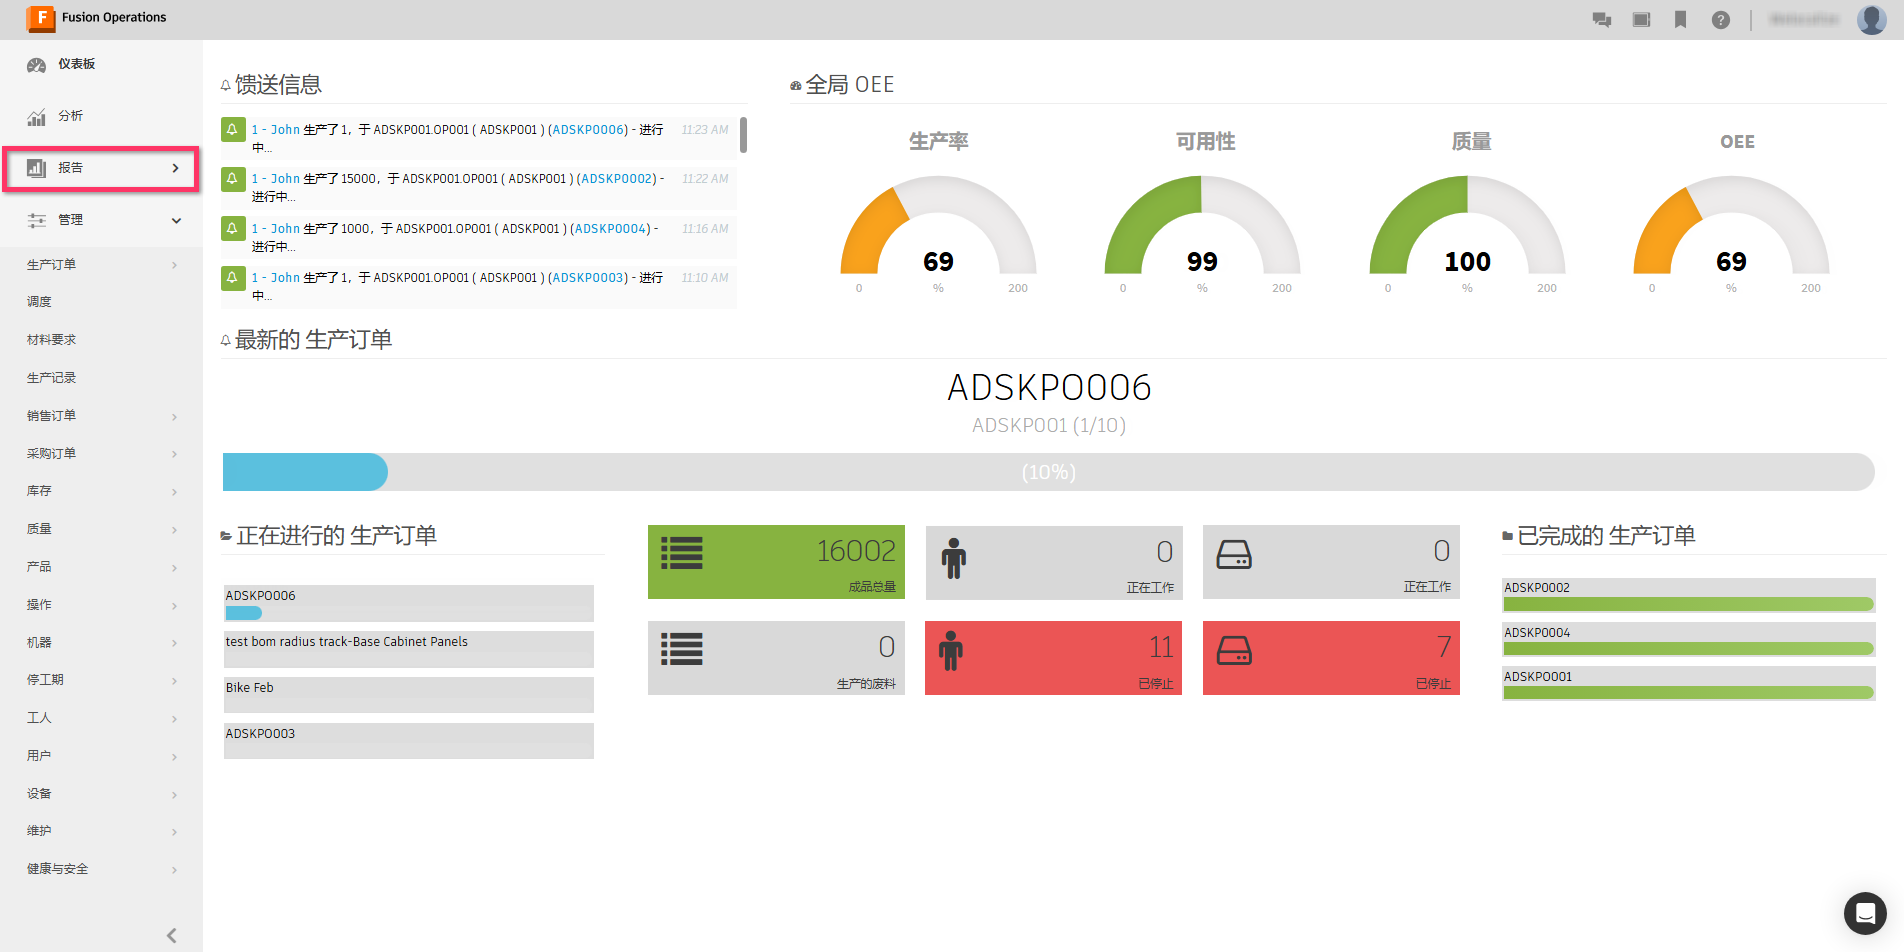 Fusion Operations
仪表板
分析
报告
管理
生产订单
调度
材料要求
生产记录
销售订单
采购订单
库存
质量
产品
操作
机器
停工期
工人
用户
设备
维护
健康与安全
馈送信息
1 - John 生产了 1，于 ADSKP001.OP001 ( ADSKP001 ) (ADSKPO006) - 进行
中...
11:23 AM
1 - John 生产了 15000，于 ADSKP001.OP001 ( ADSKP001 ) (ADSKPO002) -
进行中...
11:22 AM
1 - John 生产了 1000，于 ADSKP001.OP001 ( ADSKP001 ) (ADSKPO004) -
进行中...
11:16 AM
1 - John 生产了 1，于 ADSKP001.OP001 ( ADSKP001 ) (ADSKPO003) - 进行
中...
11:10 AM
全局 OEE
生产率
69
0 % 200
可用性
99
0 % 200
质量
100
0 % 200
OEE
69
0 % 200
最新的 生产订单
ADSKPO006
ADSKP001 (1/10)
(10%)
正在进行的 生产订单
ADSKPO006
test bom radius track-Base Cabinet Panels
Bike Feb
ADSKPO003
16002
成品总量
0
正在工作
0
正在工作
0
生产的废料
11
已停止
7
已停止
已完成的 生产订单
ADSKPO002
ADSKPO004
ADSKPO001